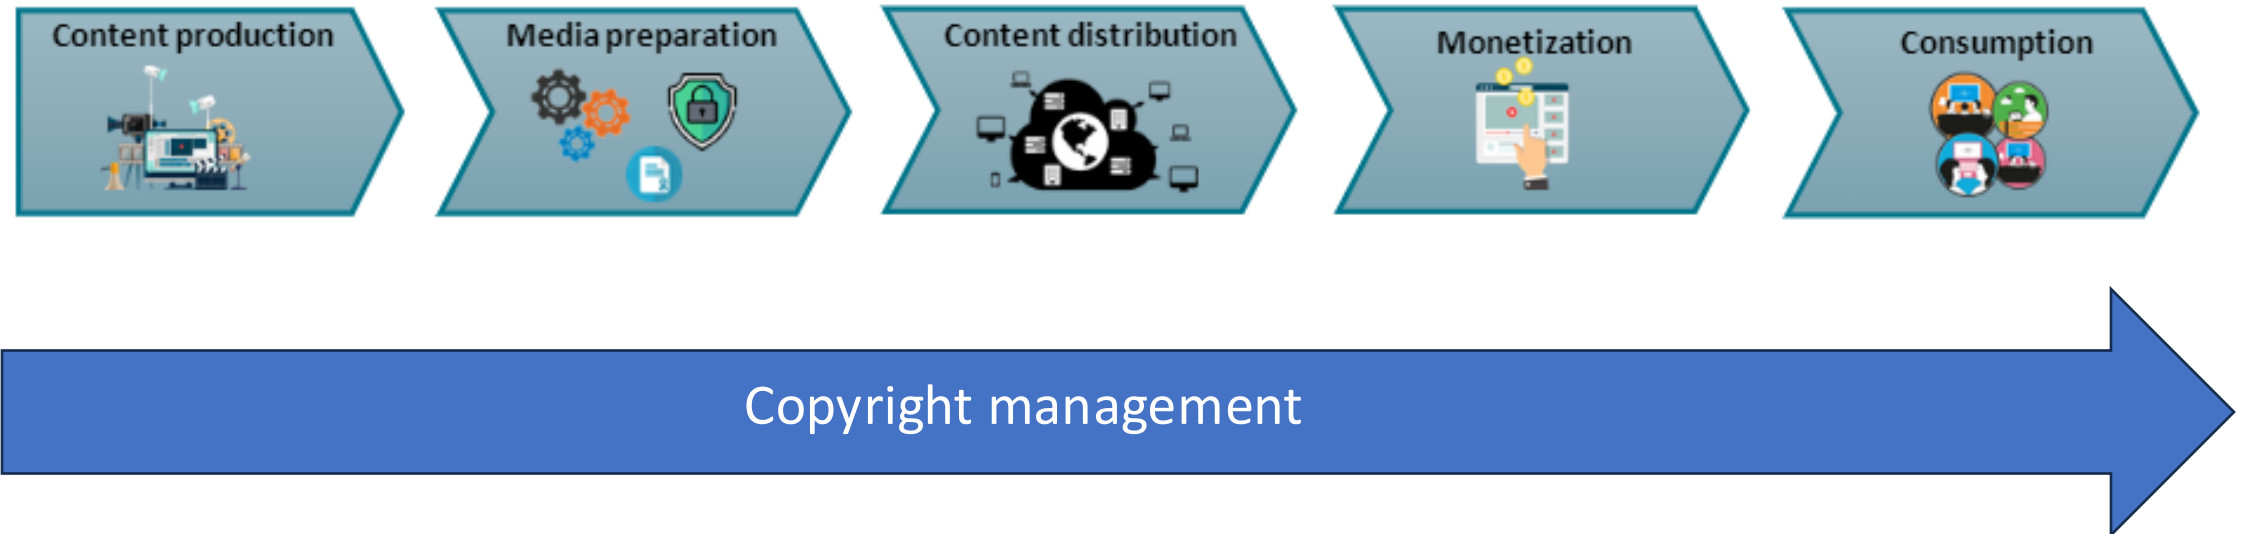 Content production
Media preparation
Content distribution
Monetization
Consumption
Copyright management